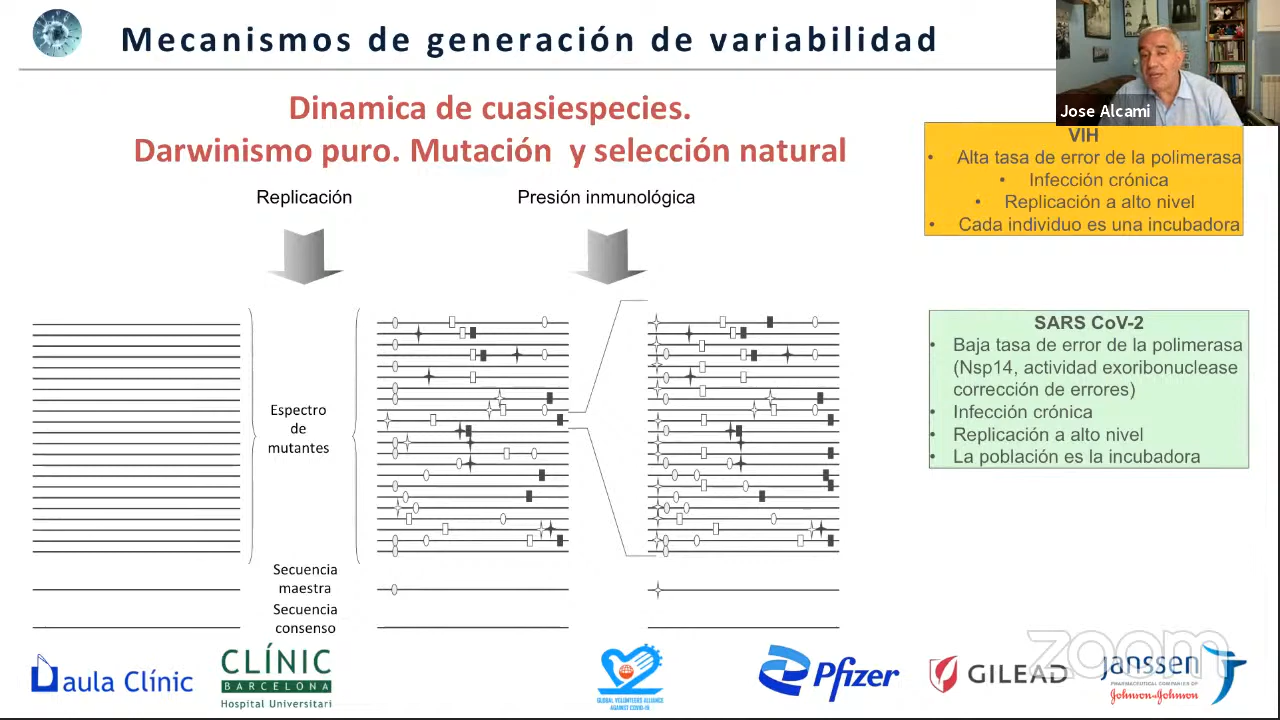 Mecanismos de generación de variabilidad
Jose Alcami
Dinamica de cuasiespecies.
Darwinismo puro. Mutación y selección natural
Replicación
Presión inmunológica
VIH
• Alta tasa de error de la polimerasa
• Infección crónica
• Replicación a alto nivel
• Cada individuo es una incubadora
SARS CoV-2
• Baja tasa de error de la polimerasa
(Nsp14, actividad exoribonuclease
corrección de errores)
• Infección crónica
• Replicación a alto nivel
• La población es la incubadora
Espectro
de
mutantes
Secuencia
maestra
Secuencia
consenso
aula Clínic
CLÍNIC
BARCELONA
Hospital Universitari
GLOBAL VOLUNTEERS ALLIANCE
AGAINST COVID-19
Pfizer
GILEAD
janssen
PHARMACEUTICAL COMPANIES OF
Johnson & Johnson
zoom